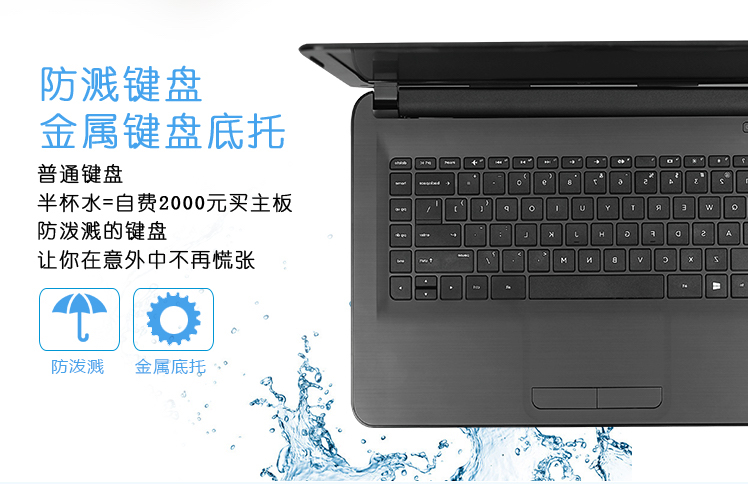 防溅键盘
金属键盘底托
普通键盘
半杯水=自费2000元买主板
防泼溅的键盘
让你在意外中不再慌张
防泼溅
金属底托